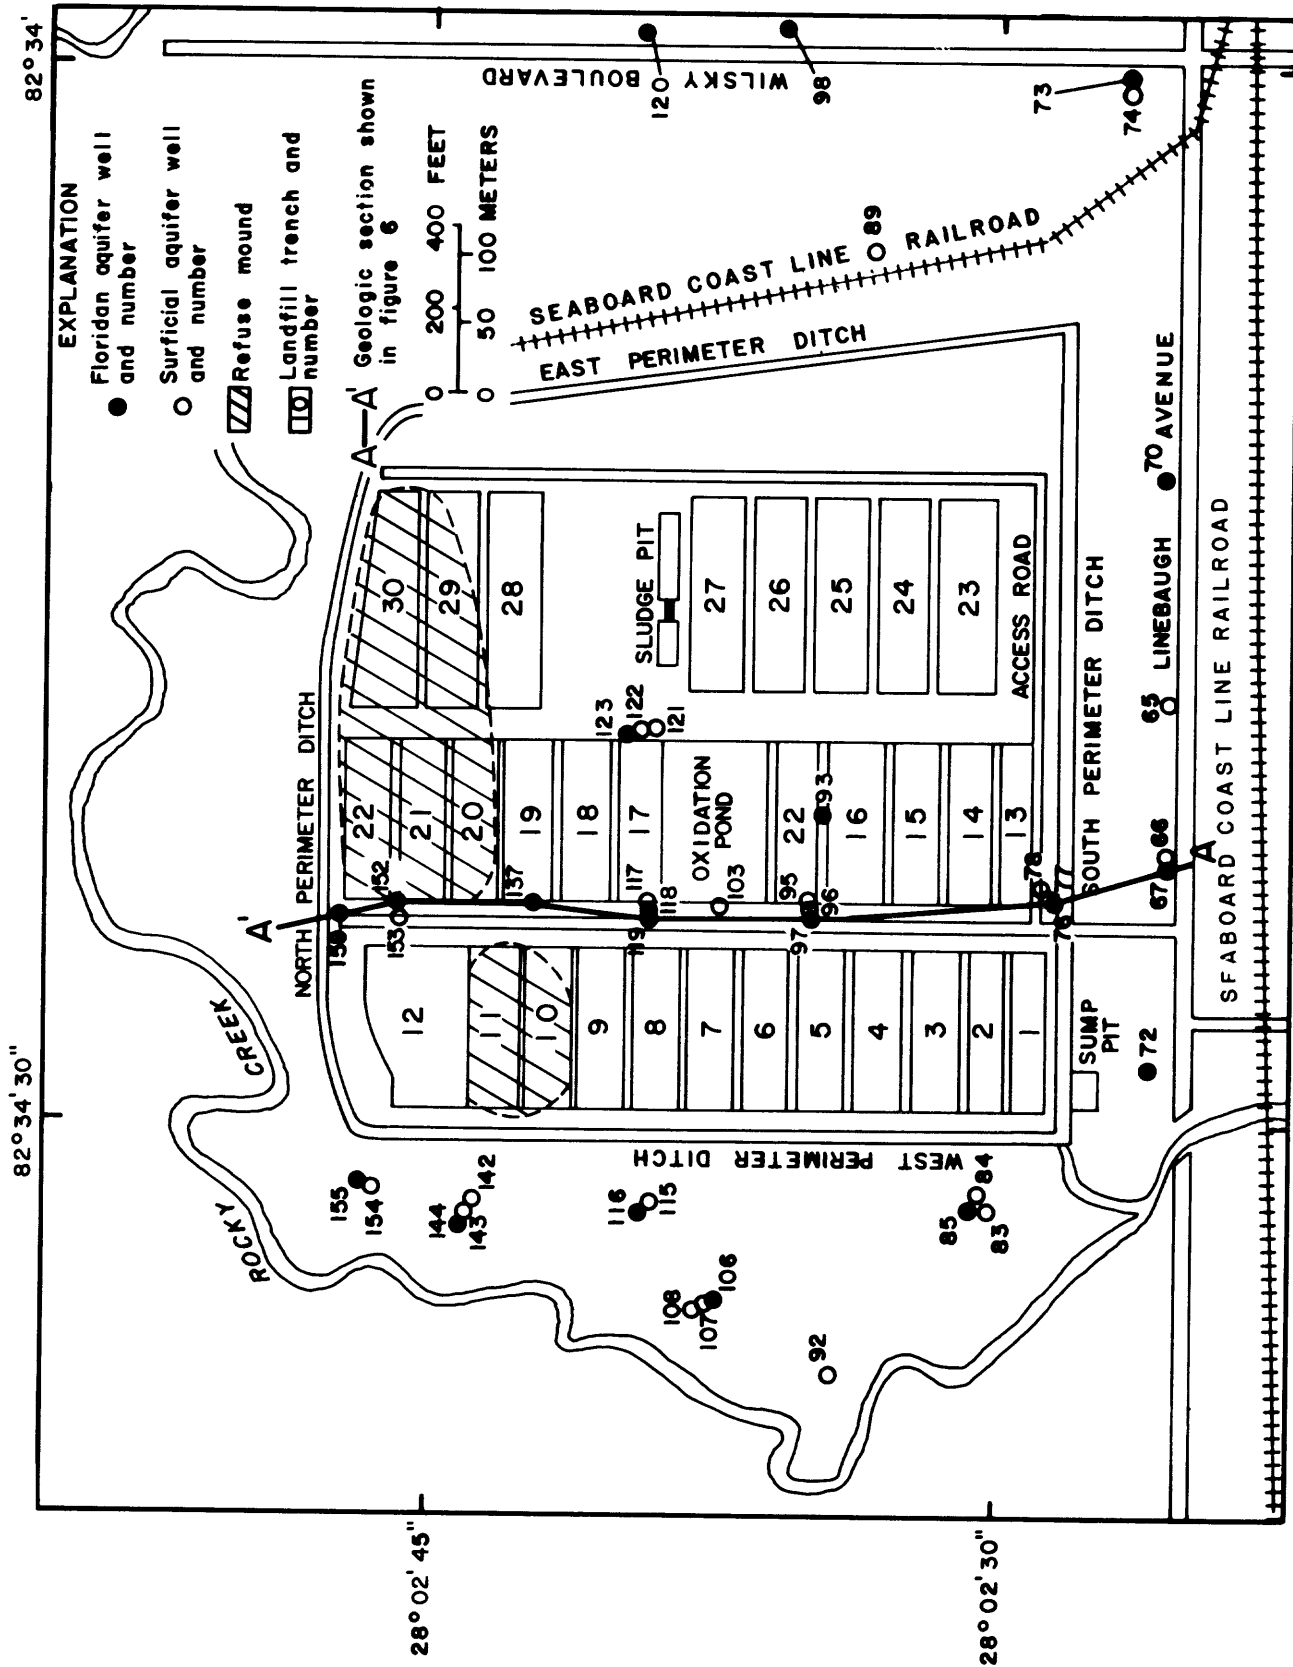 82°34'30"
82°34'
28°02'45"
28°02'30"
EXPLANATION
Floridan aquifer well
and number
Surficial aquifer well
and number
Refuse mound
10 Landfill trench and
number
A—A' Geologic section shown
in figure 6
0 200 400 FEET
0 50 100 METERS
ROCKY CREEK
NORTH PERIMETER DITCH
EAST PERIMETER DITCH
SOUTH PERIMETER DITCH
WEST PERIMETER DITCH
SEABOARD COAST LINE RAILROAD
WILSKY BOULEVARD
LINEBAUGH AVENUE
SFABOARD COAST LINE RAILROAD
ACCESS ROAD
SLUDGE PIT
OXIDATION
POND
SUMP
PIT
A'
A
12
11
10
9
8
7
6
5
4
3
2
1
22
21
20
19
18
17
22
16
15
14
13
30
29
28
27
26
25
24
23
155
154
144
143
142
116
115
108
107
106
92
85
84
83
72
152
153
137
117
118
119
103
95
96
97
93
78
77
76
67
66
65
70
123
122
121
120
98
89
73
74